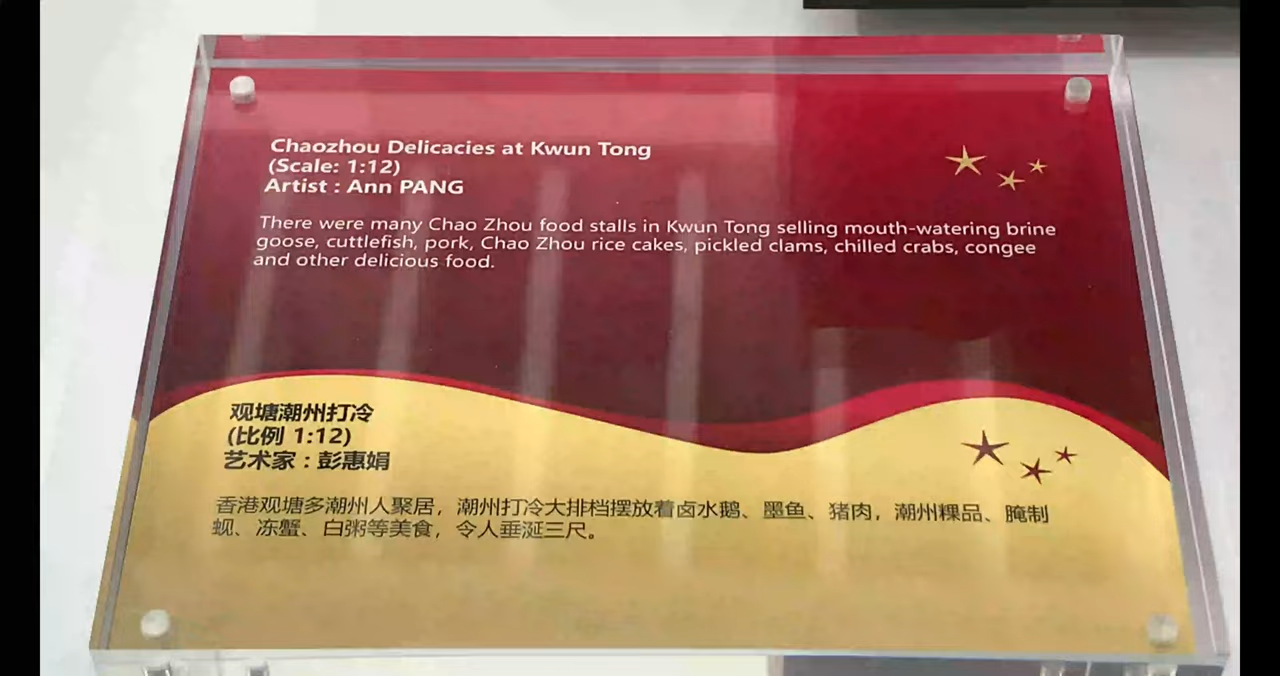 Chaozhou Delicacies at Kwun Tong
(Scale: 1:12)
Artist : Ann PANG
There were many Chao Zhou food stalls in Kwun Tong selling mouth-watering brine
goose, cuttlefish, pork, Chao Zhou rice cakes, pickled clams, chilled crabs, congee
and other delicious food.
观塘潮州打冷
(比例 1:12)
艺术家：彭惠娟
香港观塘多潮州人聚居，潮州打冷大排档摆放着卤水鹅、墨鱼、猪肉，潮州粿品、腌制
蚬、冻蟹、白粥等美食，令人垂涎三尺。